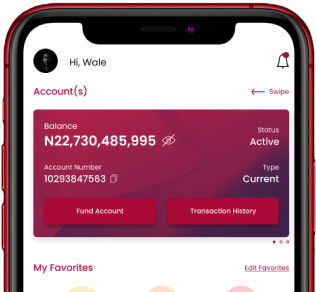 Hi, Wale
Account(s)
Swipe
Balance
N22,730,485,995
Status
Active
Account Number
10293847563
Type
Current
Fund Account
Transaction History
My Favorites
Edit Favorites